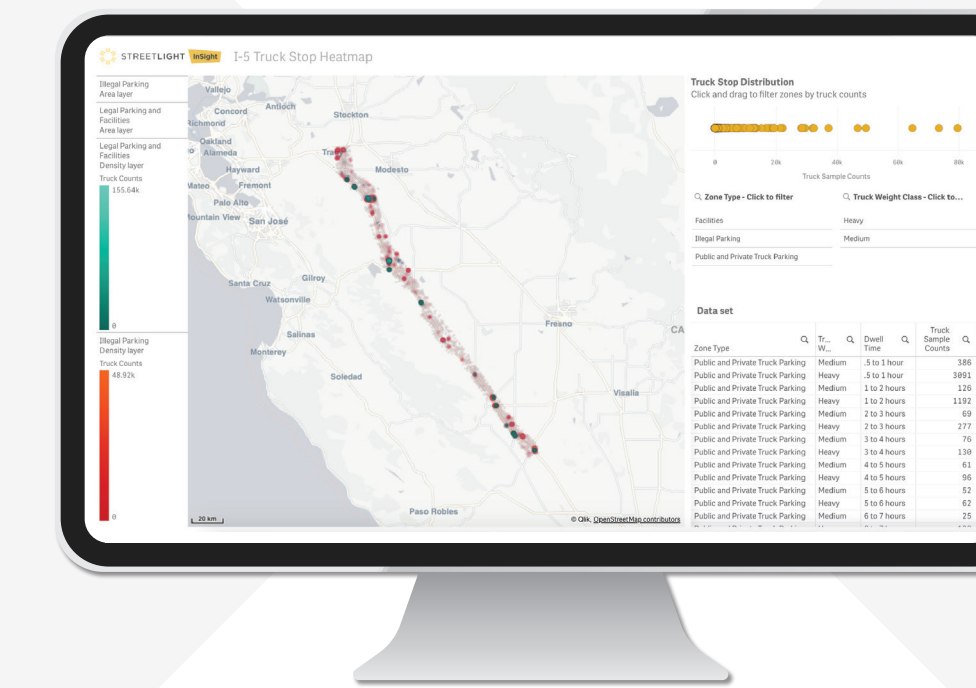 STREETLIGHT InSight I-5 Truck Stop Heatmap
Illegal Parking
Area layer
Legal Parking and
Facilities
Area layer
Legal Parking and
Facilities
Density layer
Truck Counts
155.64k
0
Illegal Parking
Density layer
Truck Counts
48.92k
0
Vallejo
Concord
Antioch
Stockton
Richmond
Oakland
Alameda
Hayward
Modesto
Mateo
Fremont
Palo Alto
Mountain View
San José
Gilroy
Santa Cruz
Watsonville
Fresno
CA
Salinas
Monterey
Soledad
Visalia
Paso Robles
20 km
© Qlik, OpenStreetMap contributors
Truck Stop Distribution
Click and drag to filter zones by truck counts
0 20k 40k 60k 80k
Truck Sample Counts
Zone Type - Click to filter
Facilities
Illegal Parking
Public and Private Truck Parking
Truck Weight Class - Click to...
Heavy
Medium
Data set
Zone Type
Tr...
W...
Dwell
Time
Truck
Sample
Counts
Public and Private Truck Parking Medium .5 to 1 hour 386
Public and Private Truck Parking Heavy .5 to 1 hour 3091
Public and Private Truck Parking Medium 1 to 2 hours 126
Public and Private Truck Parking Heavy 1 to 2 hours 1192
Public and Private Truck Parking Medium 2 to 3 hours 69
Public and Private Truck Parking Heavy 2 to 3 hours 277
Public and Private Truck Parking Medium 3 to 4 hours 76
Public and Private Truck Parking Heavy 3 to 4 hours 130
Public and Private Truck Parking Medium 4 to 5 hours 61
Public and Private Truck Parking Heavy 4 to 5 hours 96
Public and Private Truck Parking Medium 5 to 6 hours 52
Public and Private Truck Parking Heavy 5 to 6 hours 62
Public and Private Truck Parking Medium 6 to 7 hours 25